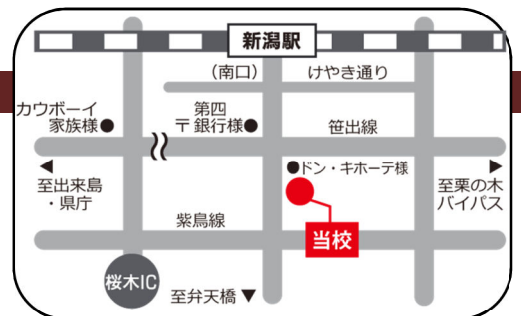 新潟駅
(南口)
けやき通り
カウボーイ
家族様●
第四
〒銀行様●
笹出線
●ドン・キホーテ様
◀
至出来島
・県庁
▶
至栗の木
バイパス
紫鳥線
当校
桜木IC
至弁天橋▼